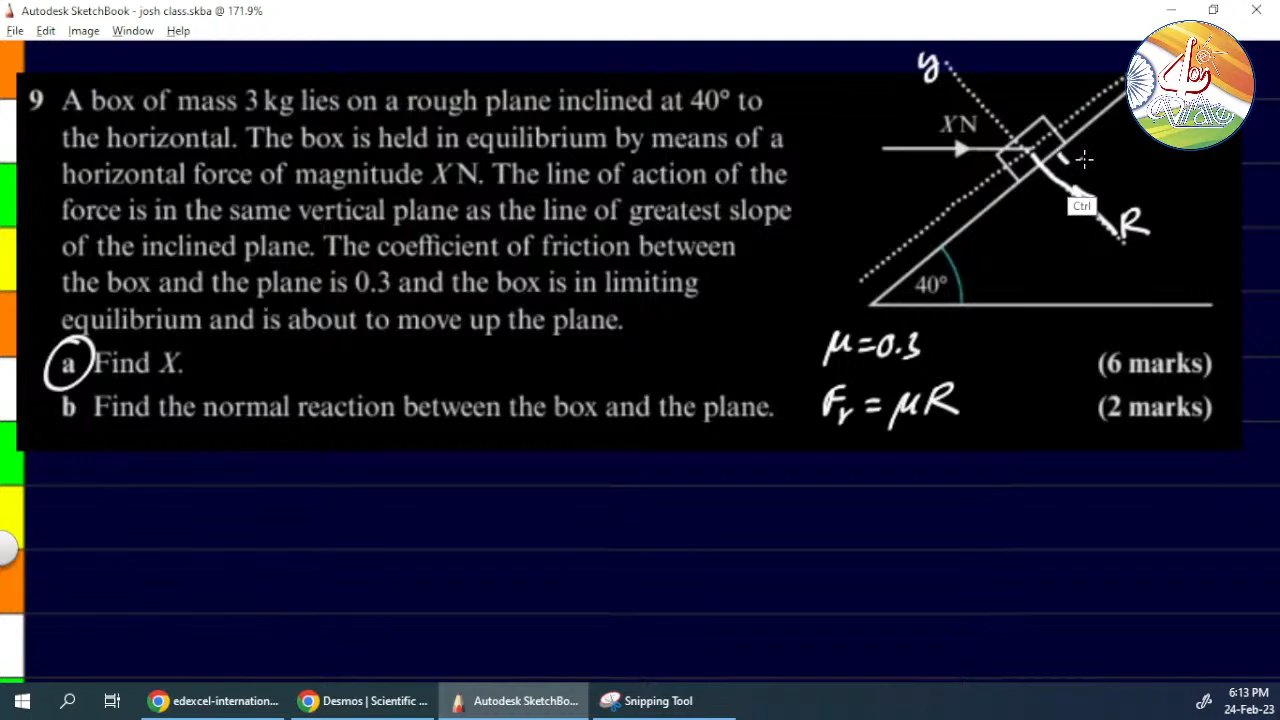 Autodesk SketchBook - josh class.skba @ 171.9%
File Edit Image Window Help
9 A box of mass 3 kg lies on a rough plane inclined at 40° to
the horizontal. The box is held in equilibrium by means of a
horizontal force of magnitude X N. The line of action of the
force is in the same vertical plane as the line of greatest slope
of the inclined plane. The coefficient of friction between
the box and the plane is 0.3 and the box is in limiting
equilibrium and is about to move up the plane.
a Find X. (6 marks)
b Find the normal reaction between the box and the plane. (2 marks)
y
X N
Ctrl
R
40°
μ=0.3
Fr = μR
edexcel-internation...
Desmos | Scientific ...
Autodesk SketchBo...
Snipping Tool
6:13 PM
24-Feb-23